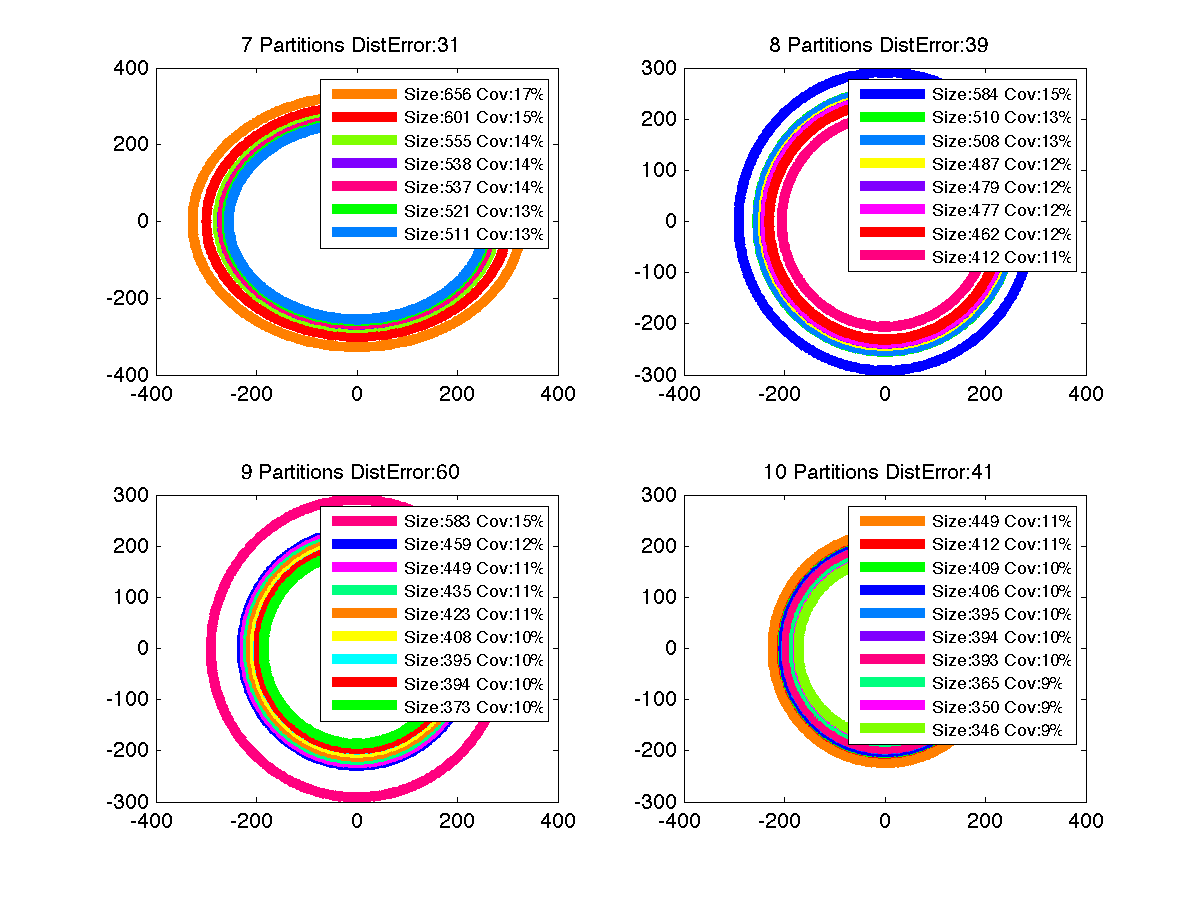 7 Partitions DistError:31
400
200
0
-200
-400
-400 -200 0 200 400
Size:656 Cov:17%
Size:601 Cov:15%
Size:555 Cov:14%
Size:538 Cov:14%
Size:537 Cov:14%
Size:521 Cov:13%
Size:511 Cov:13%
8 Partitions DistError:39
300
200
100
0
-100
-200
-300
-400 -200 0 200 400
Size:584 Cov:15%
Size:510 Cov:13%
Size:508 Cov:13%
Size:487 Cov:12%
Size:479 Cov:12%
Size:477 Cov:12%
Size:462 Cov:12%
Size:412 Cov:11%
9 Partitions DistError:60
300
200
100
0
-100
-200
-300
-400 -200 0 200 400
Size:583 Cov:15%
Size:459 Cov:12%
Size:449 Cov:11%
Size:435 Cov:11%
Size:423 Cov:11%
Size:408 Cov:10%
Size:395 Cov:10%
Size:394 Cov:10%
Size:373 Cov:10%
10 Partitions DistError:41
300
200
100
0
-100
-200
-300
-400 -200 0 200 400
Size:449 Cov:11%
Size:412 Cov:11%
Size:409 Cov:10%
Size:406 Cov:10%
Size:395 Cov:10%
Size:394 Cov:10%
Size:393 Cov:10%
Size:365 Cov:9%
Size:350 Cov:9%
Size:346 Cov:9%